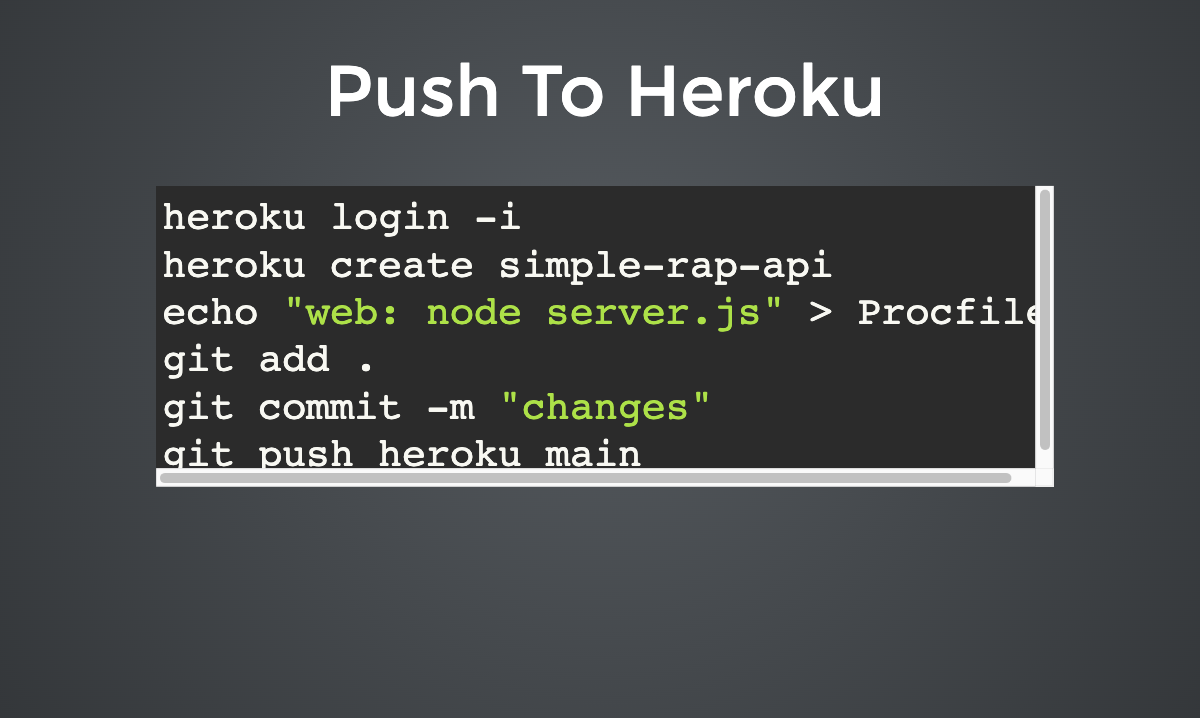 Push To Heroku
heroku login -i
heroku create simple-rap-api
echo "web: node server.js" > Procfile
git add .
git commit -m "changes"
git push heroku main